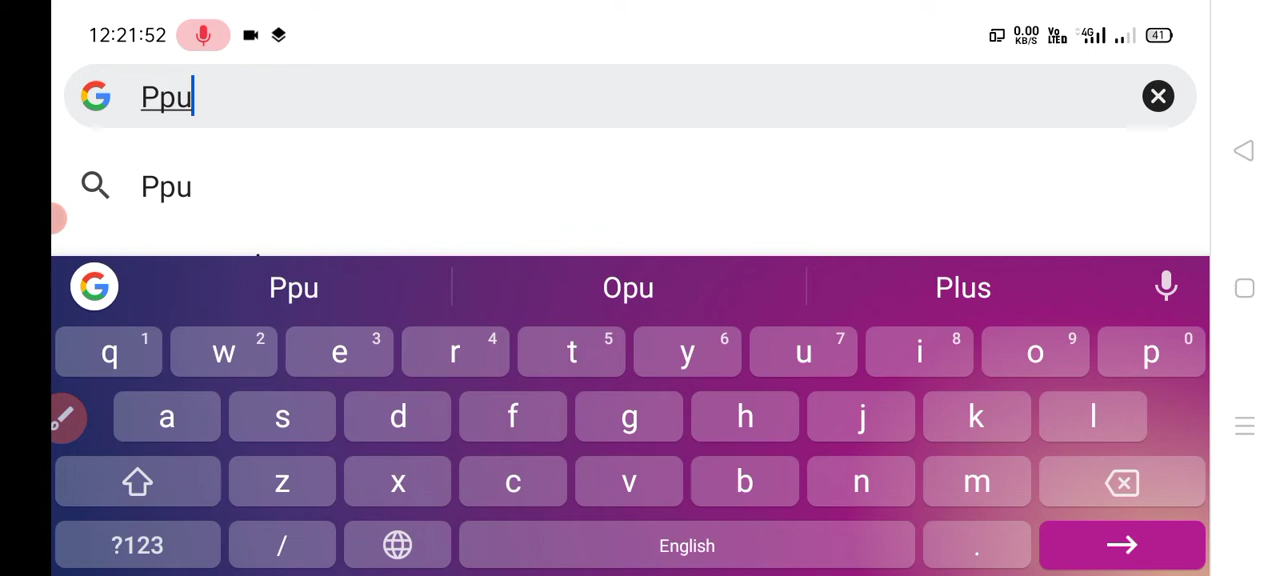 12:21:52 0.00 KB/S Vo LTED 4G 41
Ppu
Ppu
Ppu Opu Plus
q 1 w 2 e 3 r 4 t 5 y 6 u 7 i 8 o 9 p 0
a s d f g h j k l
z x c v b n m
?123 / English .